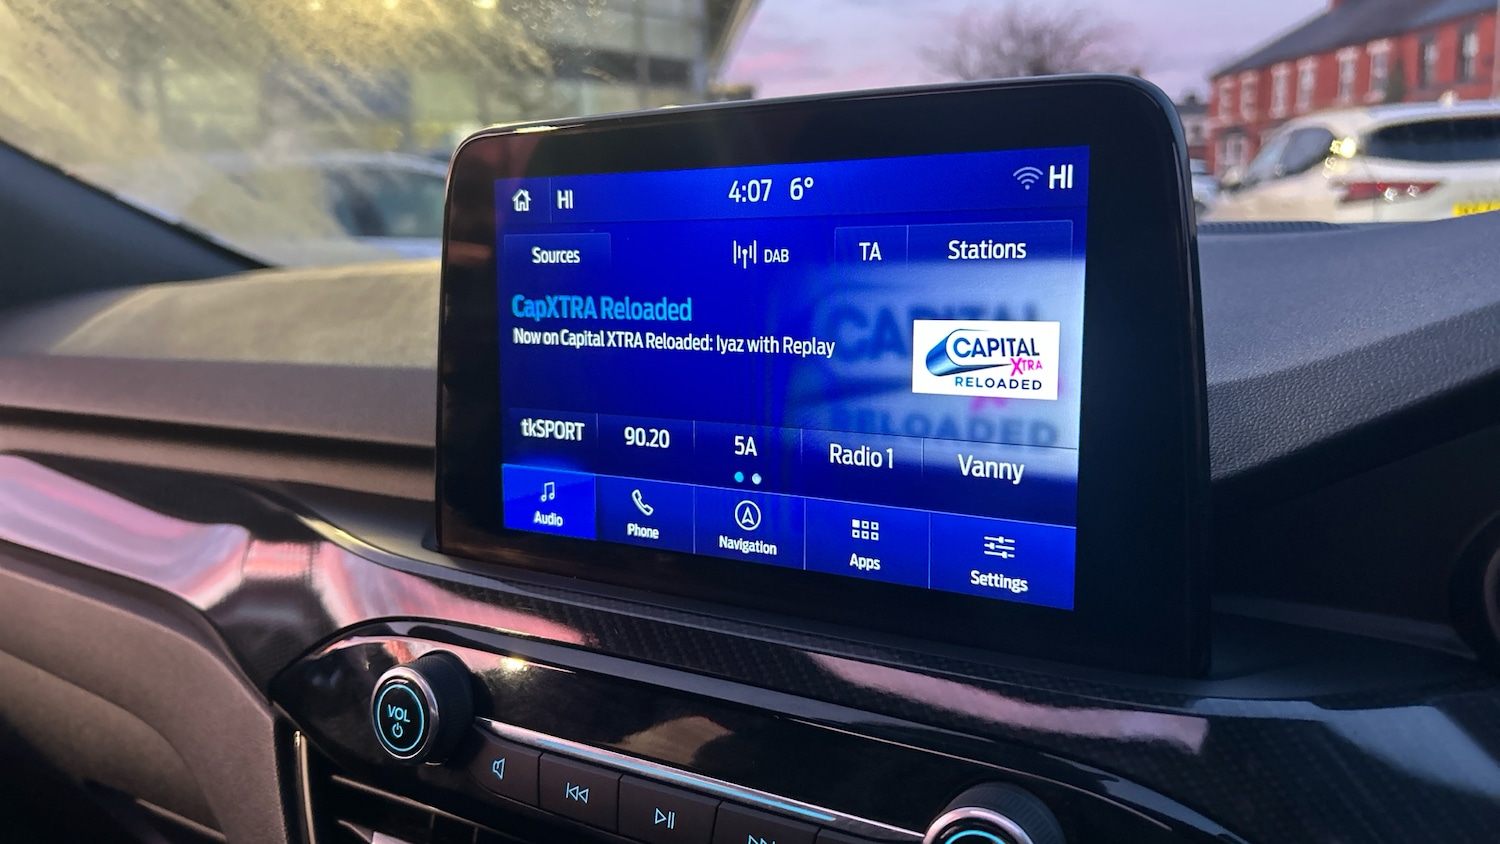 HI 4:07 6° HI
Sources DAB TA Stations
CapXTRA Reloaded
Now on Capital XTRA Reloaded: Iyaz with Replay
CAPITAL
XTRA
RELOADED
tkSPORT 90.20 5A Radio 1 Vanny
Audio Phone Navigation Apps Settings
VOL